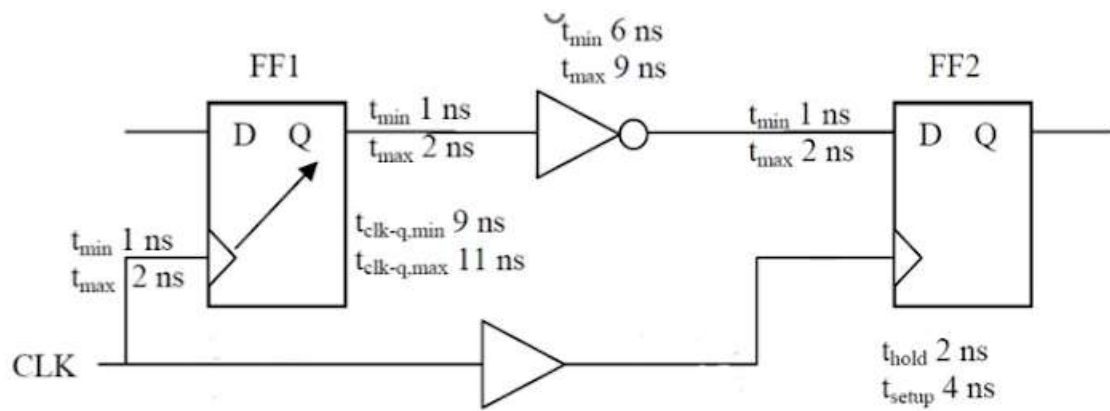 t_min 6 ns
t_max 9 ns
FF1
FF2
t_min 1 ns
t_max 2 ns
t_min 1 ns
t_max 2 ns
D Q
D Q
t_clk-q,min 9 ns
t_clk-q,max 11 ns
t_min 1 ns
t_max 2 ns
CLK
t_hold 2 ns
t_setup 4 ns